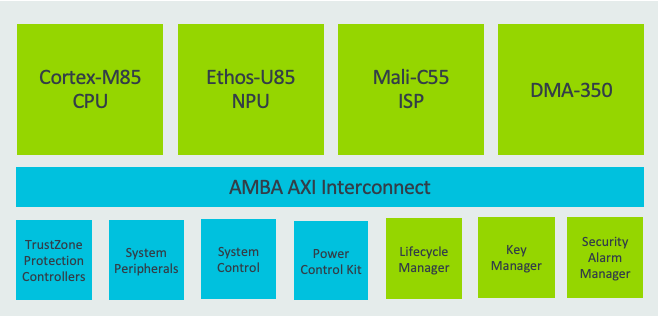 Cortex-M85
CPU
Ethos-U85
NPU
Mali-C55
ISP
DMA-350
AMBA AXI Interconnect
TrustZone
Protection
Controllers
System
Peripherals
System
Control
Power
Control Kit
Lifecycle
Manager
Key
Manager
Security
Alarm
Manager